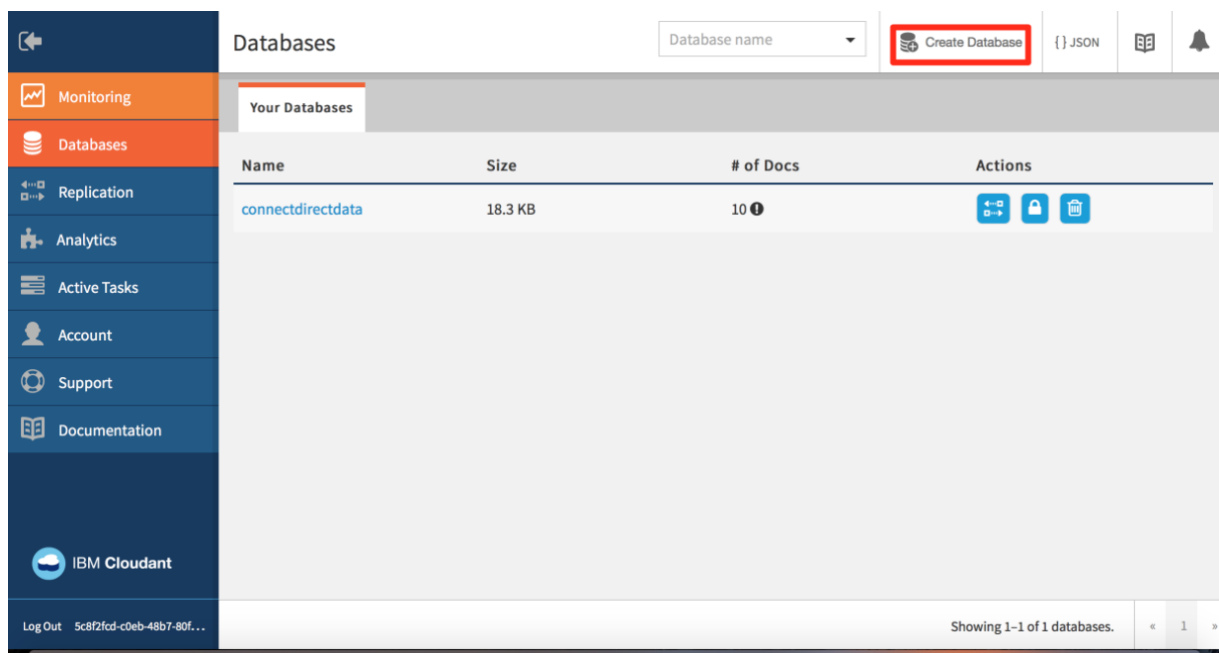 Databases
Database name
Create Database
{ } JSON
Monitoring
Databases
Replication
Analytics
Active Tasks
Account
Support
Documentation
IBM Cloudant
Log Out 5c8f2fcd-c0eb-48b7-80f...
Your Databases
Name Size # of Docs Actions
connectdirectdata 18.3 KB 10
Showing 1–1 of 1 databases. « 1 »